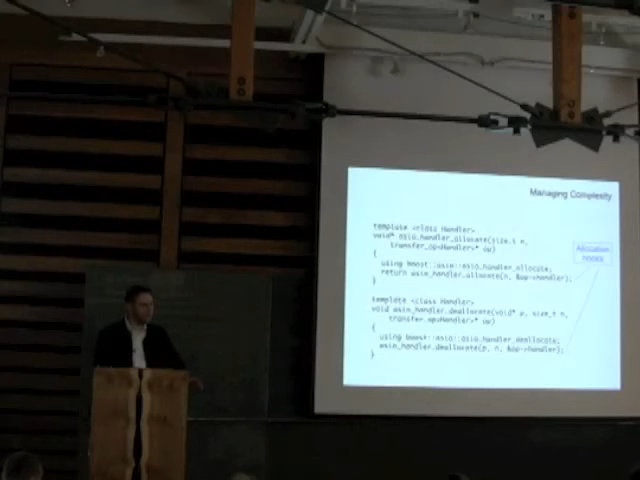 Managing Complexity
template <class Handler>
void* asio_handler_allocate(size_t n,
transfer_op<Handler>* op)
{
using boost::asio::asio_handler_allocate;
return asio_handler_allocate(n, &op->handler);
}
Allocation
hooks
template <class Handler>
void asio_handler_deallocate(void* p, size_t n,
transfer_op<Handler>* op)
{
using boost::asio::asio_handler_deallocate;
asio_handler_deallocate(p, n, &op->handler);
}